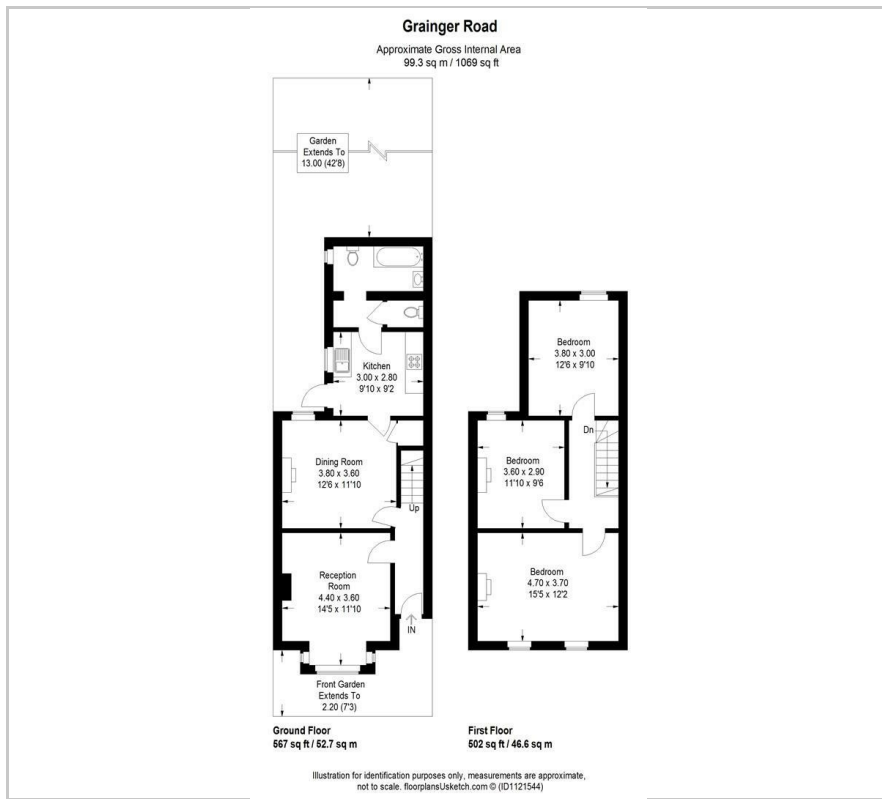 Grainger Road
Approximate Gross Internal Area
99.3 sq m / 1069 sq ft
Garden
Extends To
13.00 (42'8)
Kitchen
3.00 x 2.80
9'10 x 9'2
Dining Room
3.80 x 3.60
12'6 x 11'10
Up
Reception
Room
4.40 x 3.60
14'5 x 11'10
IN
Front Garden
Extends To
2.20 (7'3)
Ground Floor
567 sq ft / 52.7 sq m
Bedroom
3.80 x 3.00
12'6 x 9'10
Dn
Bedroom
3.60 x 2.90
11'10 x 9'6
Bedroom
4.70 x 3.70
15'5 x 12'2
First Floor
502 sq ft / 46.6 sq m
Illustration for identification purposes only, measurements are approximate,
not to scale. floorplansUsketch.com © (ID1121544)